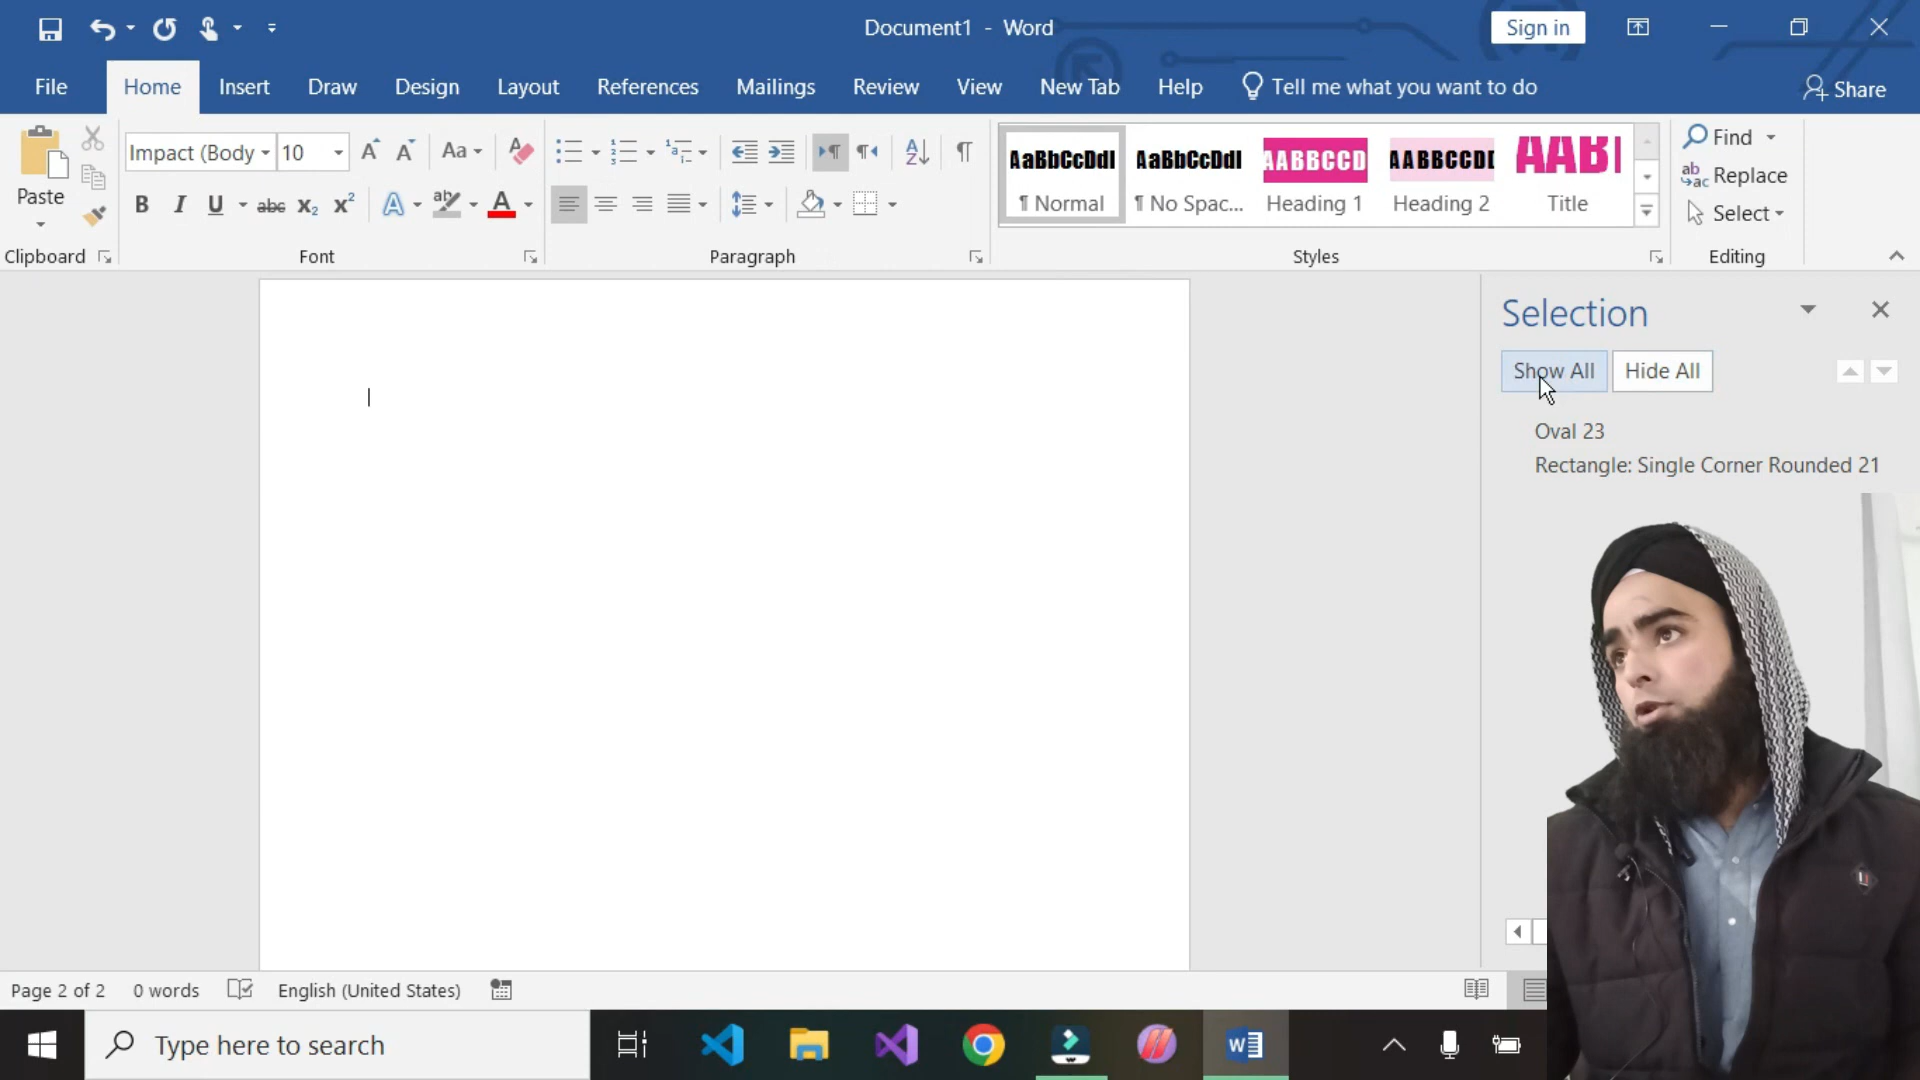 Document1 - Word
Sign in
File Home Insert Draw Design Layout References Mailings Review View New Tab Help Tell me what you want to do Share
Impact (Body 10 Aa
AaBbCcDdI AaBbCcDdI AABBCCD AABBCCDI AAB
Find
Replace
Select
Paste
¶ Normal ¶ No Spac... Heading 1 Heading 2 Title
Clipboard Font Paragraph Styles Editing
Selection
Show All Hide All
Oval 23
Rectangle: Single Corner Rounded 21
Page 2 of 2 0 words English (United States)
Type here to search